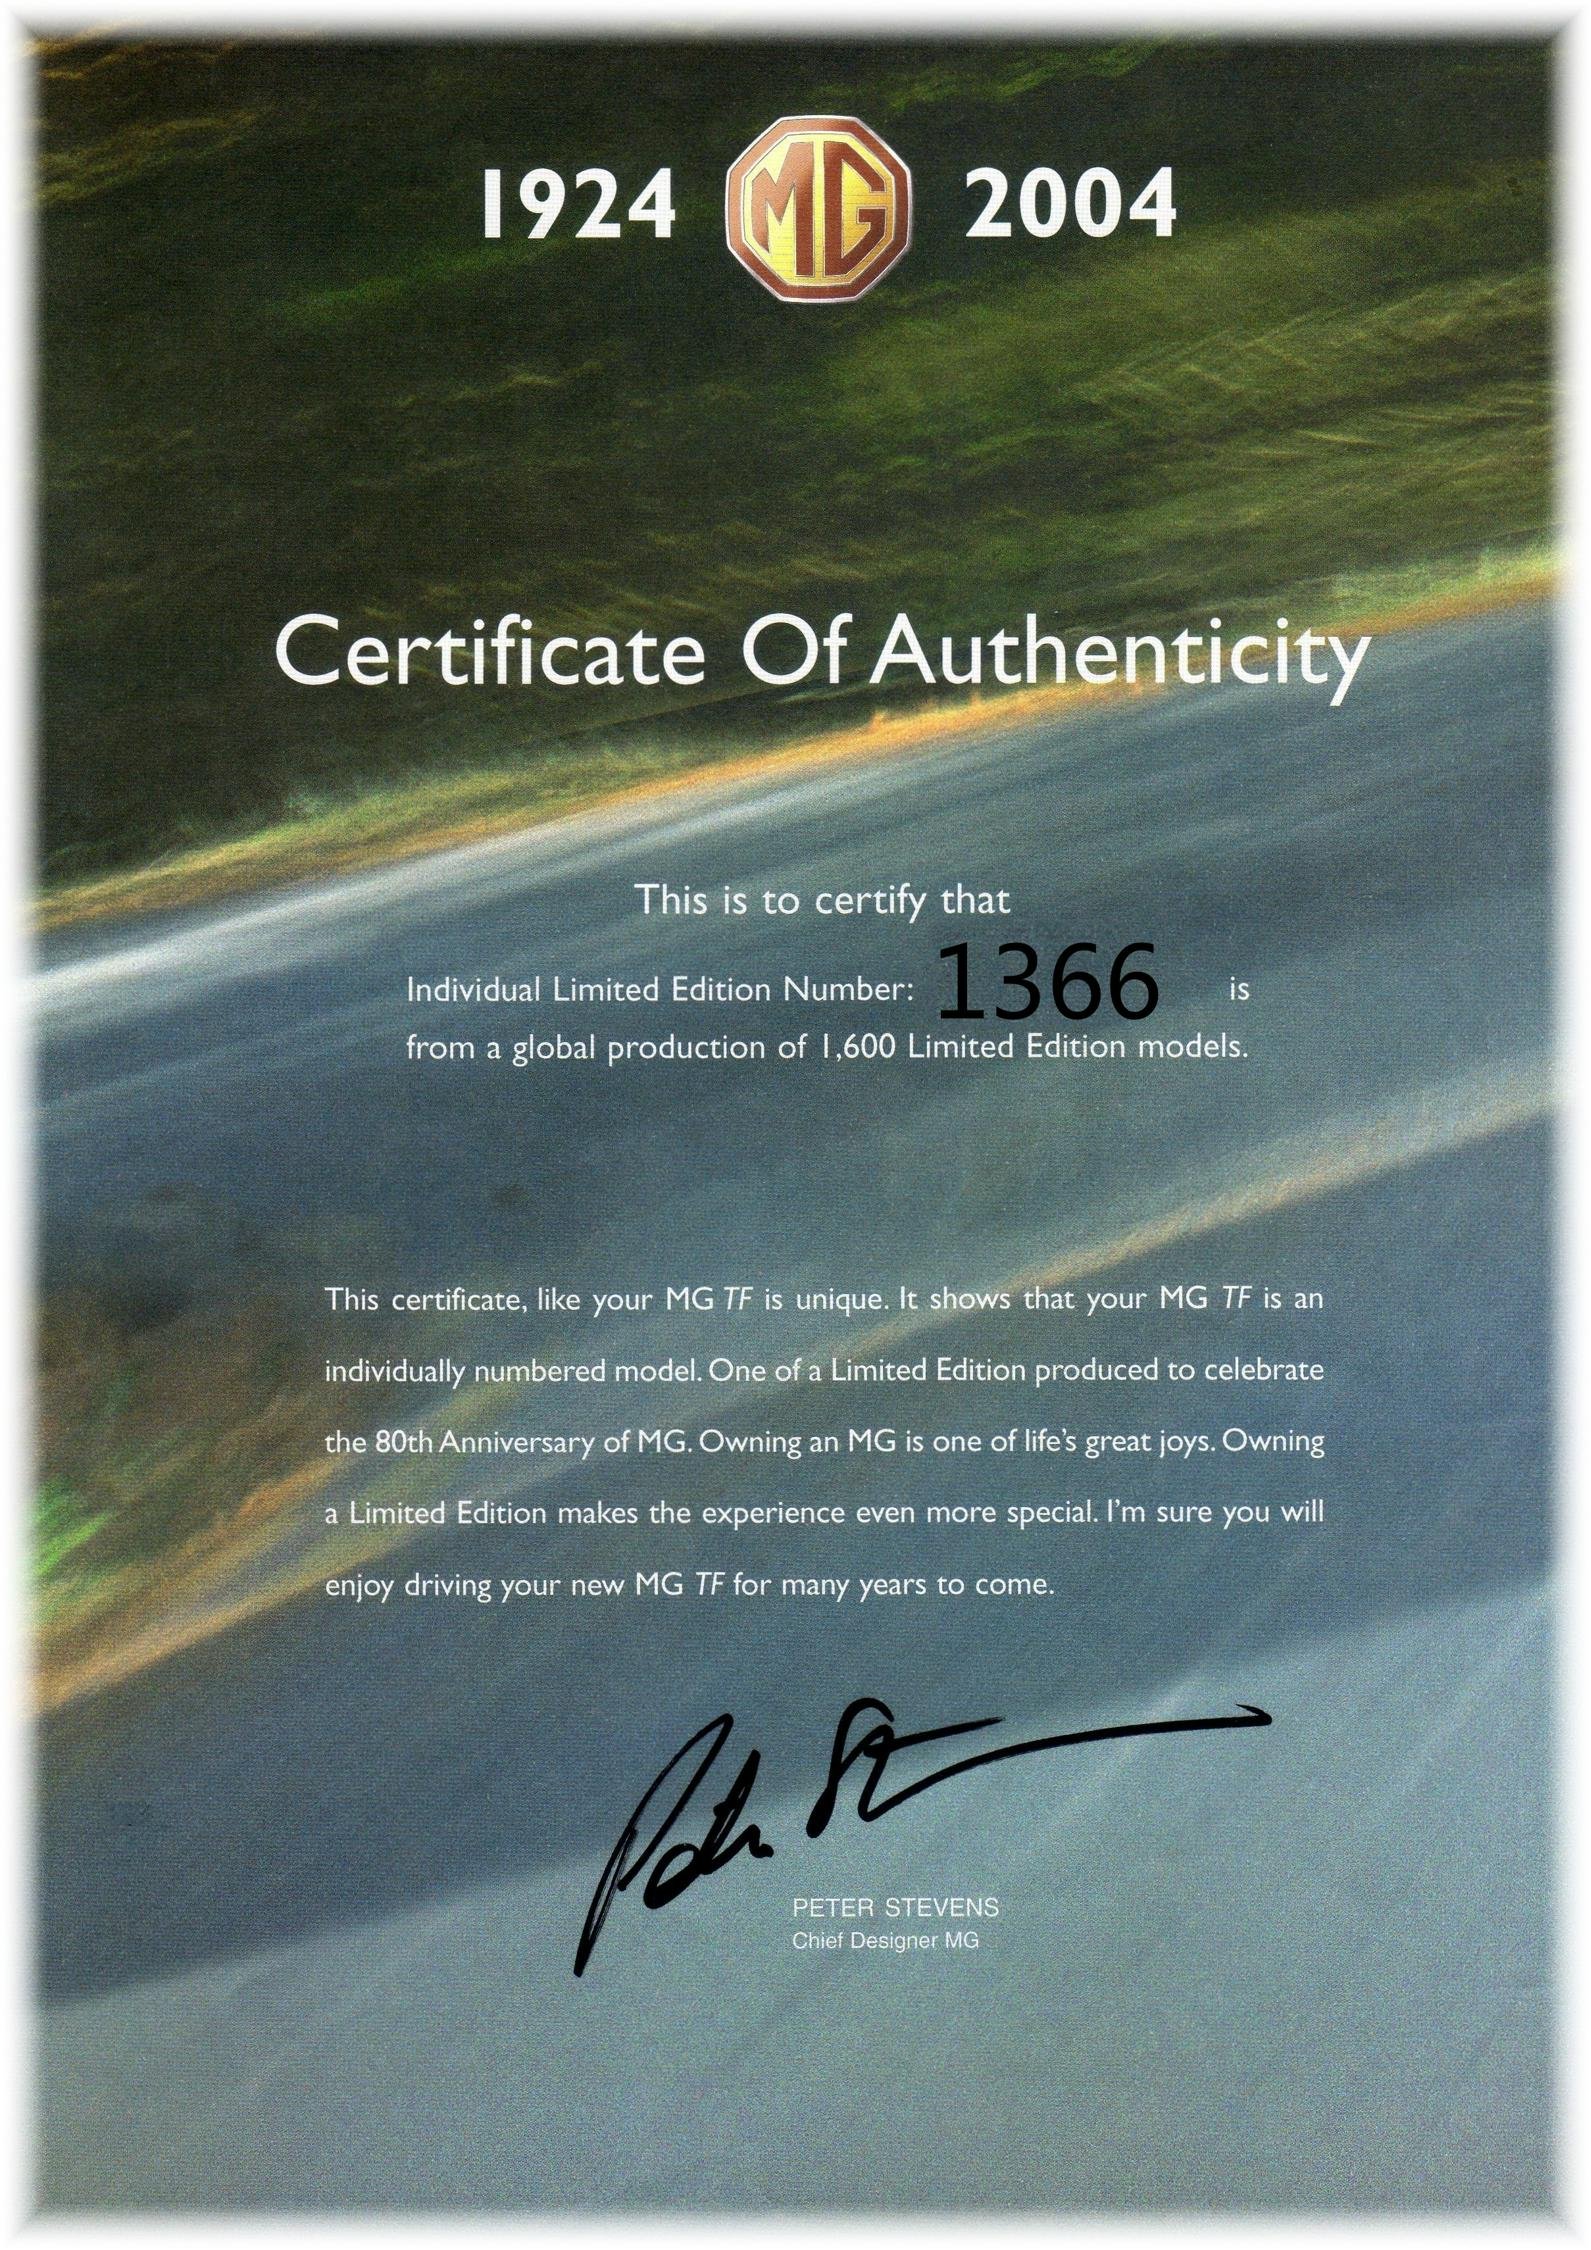 1924 MG 2004
Certificate Of Authenticity
This is to certify that
Individual Limited Edition Number: 1366 is
from a global production of 1,600 Limited Edition models.
This certificate, like your MG TF is unique. It shows that your MG TF is an
individually numbered model. One of a Limited Edition produced to celebrate
the 80th Anniversary of MG. Owning an MG is one of life's great joys. Owning
a Limited Edition makes the experience even more special. I'm sure you will
enjoy driving your new MG TF for many years to come.
PETER STEVENS
Chief Designer MG